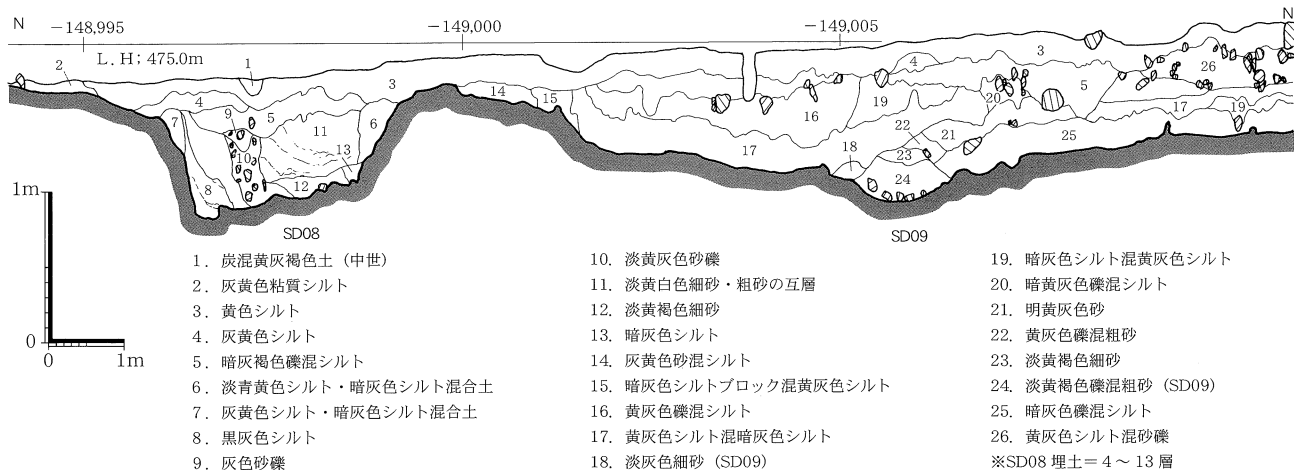 N
−148,995
−149,000
−149,005
N
L.H:475.0m
2
1
3
4
9
5
7
11
6
10
13
8
12
14
15
16
17
18
19
4
3
20
5
26
22
21
23
24
25
17
19
1m
0
0
1m
SD08
SD09
1. 炭混黄灰褐色土(中世)
2. 灰黄色粘質シルト
3. 黄色シルト
4. 灰黄色シルト
5. 暗灰褐色礫混シルト
6. 淡青黄色シルト・暗灰色シルト混合土
7. 灰黄色シルト・暗灰色シルト混合土
8. 黒灰色シルト
9. 灰色砂礫
10. 淡黄灰色砂礫
11. 淡黄白色細砂・粗砂の互層
12. 淡黄褐色細砂
13. 暗灰色シルト
14. 灰黄色砂混シルト
15. 暗灰色シルトブロック混黄灰色シルト
16. 黄灰色礫混シルト
17. 黄灰色シルト混暗灰色シルト
18. 淡灰色細砂(SD09)
19. 暗灰色シルト混黄灰色シルト
20. 暗黄灰色礫混シルト
21. 明黄灰色砂
22. 黄灰色礫混粗砂
23. 淡黄褐色細砂
24. 淡黄褐色礫混粗砂(SD09)
25. 暗灰色礫混シルト
26. 黄灰色シルト混砂礫
※SD08 埋土＝4～13 層